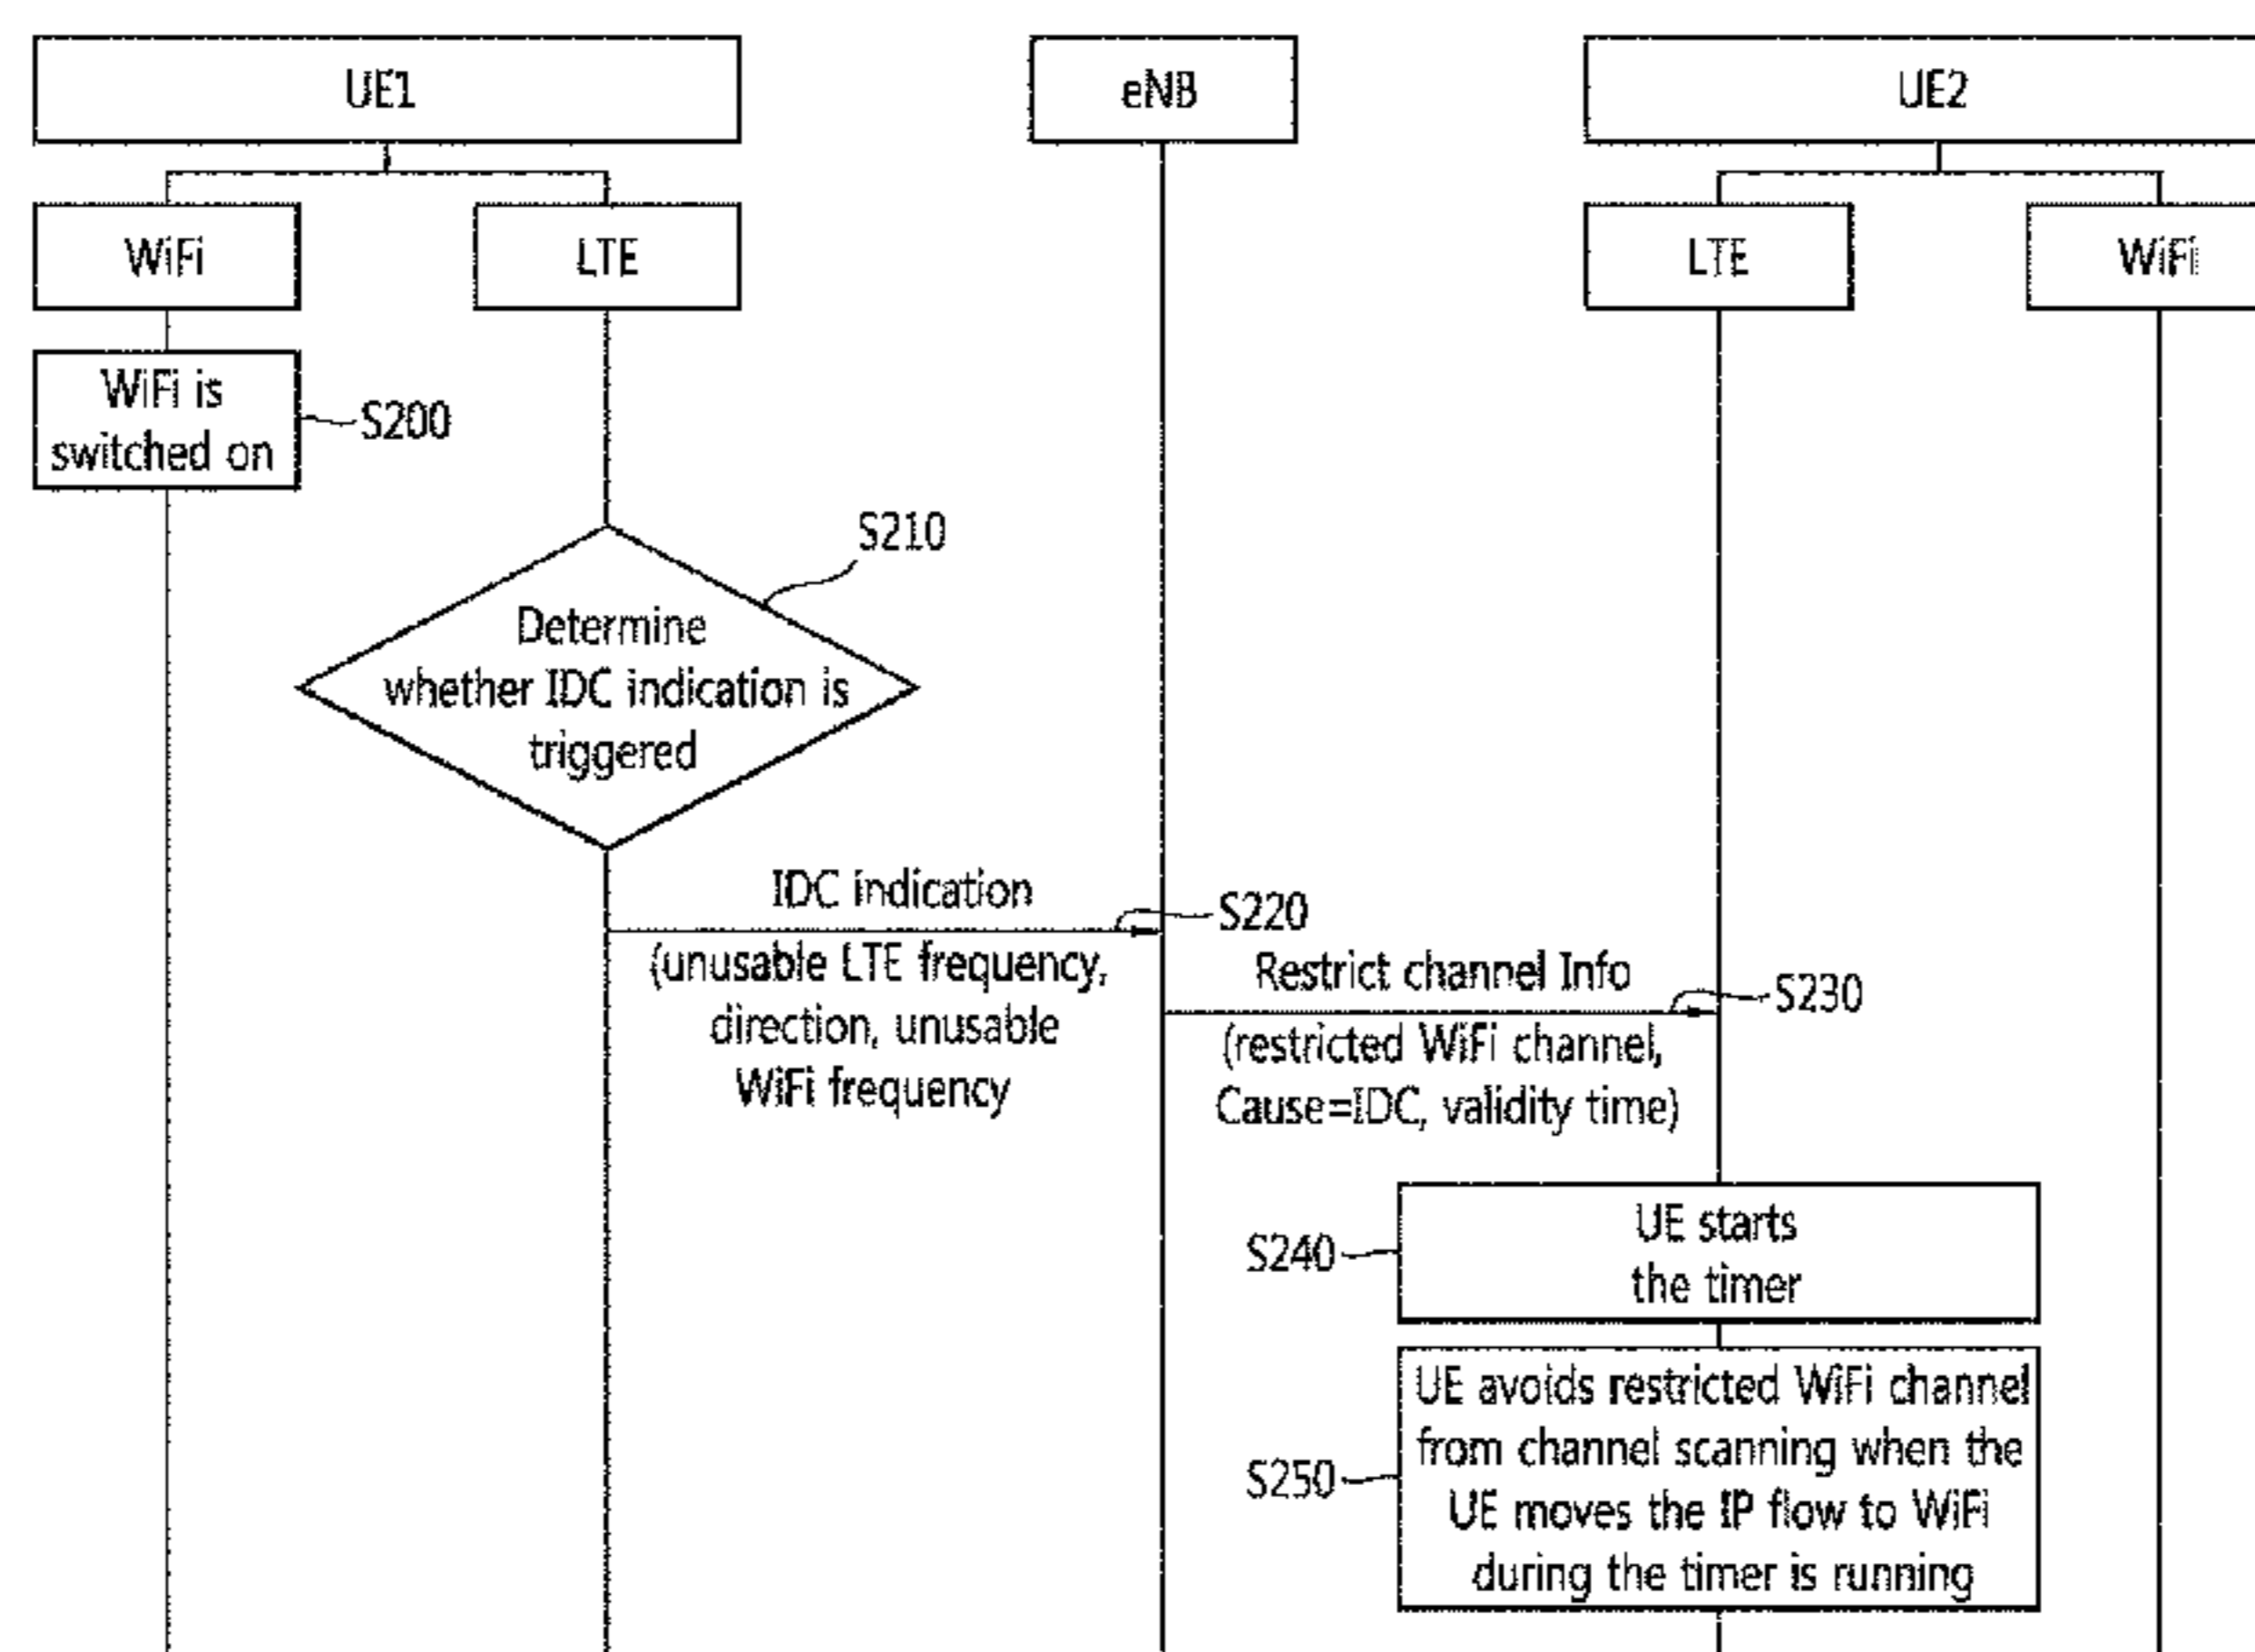 UE1
eNB
UE2
WiFi
LTE
LTE
WiFi
WiFi is
switched on
S200
S210
Determine
whether IDC indication is
triggered
IDC indication
S220
(unusable LTE frequency,
direction, unusable
WiFi frequency
Restrict channel Info
S230
(restricted WiFi channel,
Cause=IDC, validity time)
UE starts
the timer
S240
UE avoids restricted WiFi channel
from channel scanning when the
UE moves the IP flow to WiFi
during the timer is running
S250